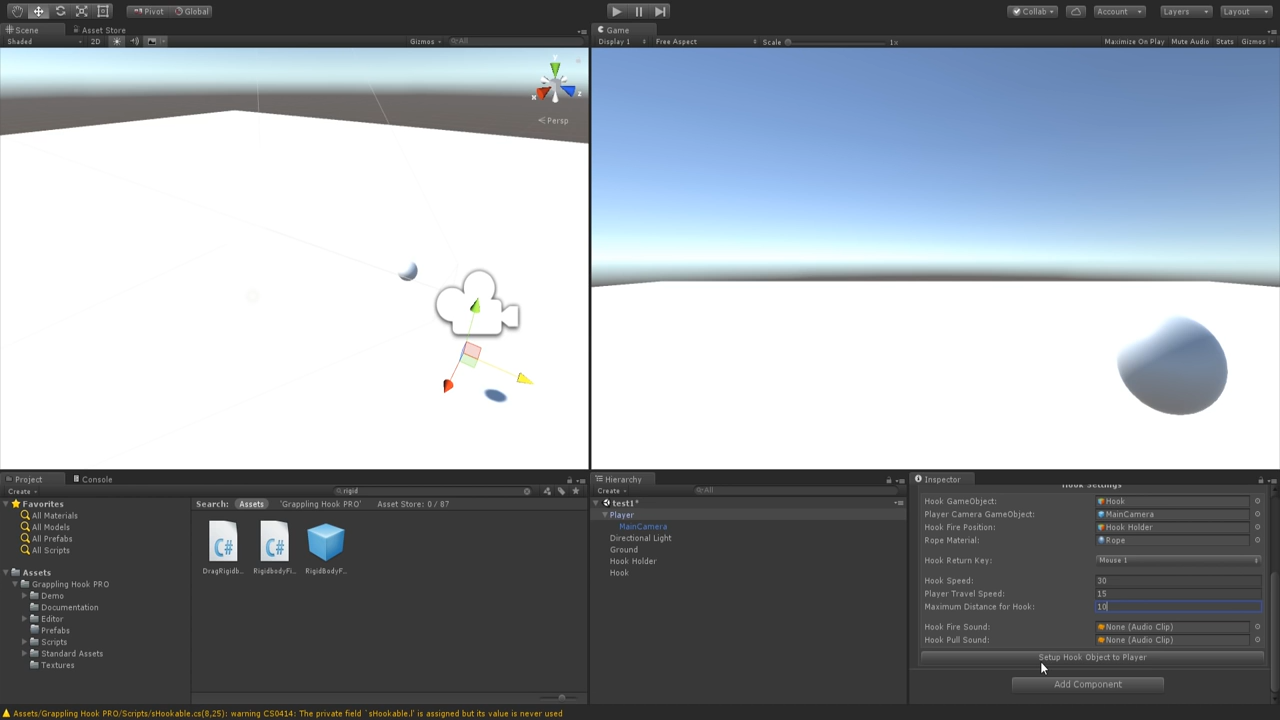 Pivot Global Collab Account Layers Layout
Scene Asset Store Game
Shaded 2D Gizmos All Display 1 Free Aspect Scale 1x Maximize On Play Mute Audio Stats Gizmos
y
x z
Persp
Project Console Hierarchy Inspector
Create rigid Create All
Hook Settings
Favorites
All Materials
All Models
All Prefabs
All Scripts
Assets
Grappling Hook PRO
Demo
Documentation
Editor
Prefabs
Scripts
Standard Assets
Textures
Search: Assets 'Grappling Hook PRO' Asset Store: 0 / 87
C# C#
DragRigidb... RigidbodyFi... RigidBodyF...
test1*
Player
MainCamera
Directional Light
Ground
Hook Holder
Hook
Hook GameObject: Hook
Player Camera GameObject: MainCamera
Hook Fire Position: Hook Holder
Rope Material: Rope
Hook Return Key: Mouse 1
Hook Speed: 30
Player Travel Speed: 15
Maximum Distance for Hook: 10
Hook Fire Sound: None (Audio Clip)
Hook Pull Sound: None (Audio Clip)
Setup Hook Object to Player
Add Component
Assets/Grappling Hook PRO/Scripts/sHookable.cs(8,25): warning CS0414: The private field `sHookable.l' is assigned but its value is never used